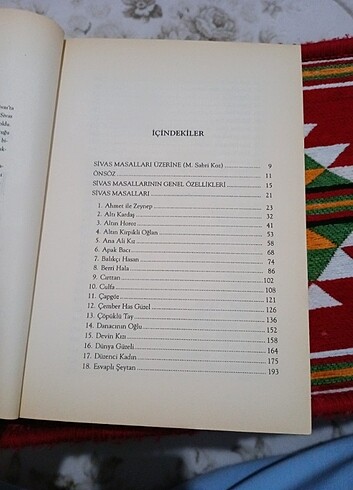 İÇİNDEKİLER
SİVAS MASALLARI ÜZERİNE (M. Sabri Koz) 9
ÖNSÖZ 11
SİVAS MASALLARININ GENEL ÖZELLİKLERİ 15
SİVAS MASALLARI 21
1. Ahmet ile Zeynep 23
2. Altı Kardaş 32
3. Altın Horoz 41
4. Altın Kirpikli Oğlan 53
5. Ana Ali Kız 58
6. Apak Bacı 68
7. Balıkçı Hasan 74
8. Berri Hala 86
9. Cattan 102
10. Culfa 108
11. Çapgöz 121
12. Çember Has Güzel 126
13. Çöpüklü Tay 136
14. Danacının Oğlu 152
15. Devin Kızı 158
16. Dünya Güzeli 164
17. Düzenci Kadın 175
18. Esvaplı Şeytan 193